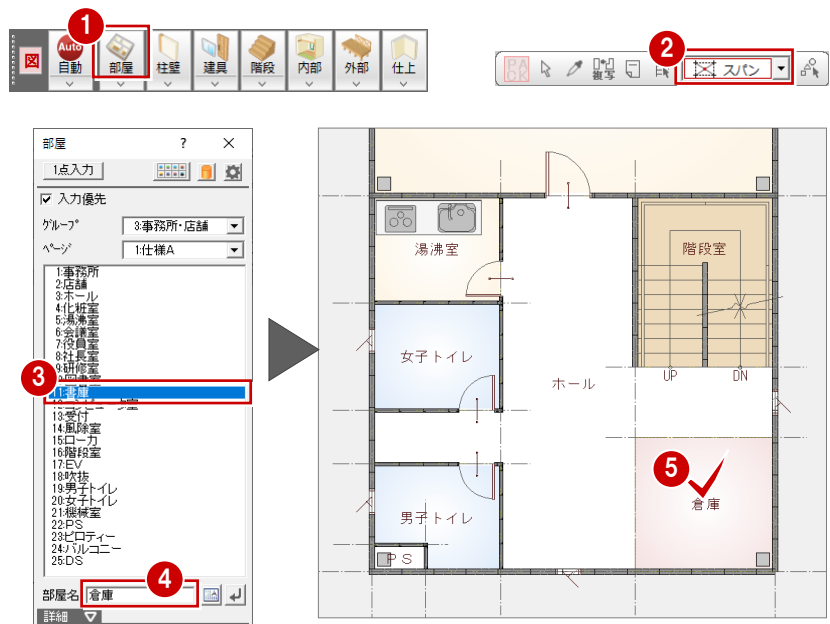 1
図
Auto
自動
部屋
柱壁
建具
階段
内部
外部
仕上
2
PACK
複写
スパン
部屋 ? ×
1点入力
入力優先
ｸﾞﾙｰﾌﾟ 3:事務所・店舗
ﾍﾟｰｼﾞ 1:仕様A
1:事務所
2:店舗
3:ホール
4:化粧室
5:湯沸室
6:会議室
7:役員室
8:社長室
9:研修室
3
11:書庫
13:受付
14:風除室
15:ローカ
16:階段室
17:EV
18:吹抜
19:男子トイレ
20:女子トイレ
21:機械室
22:PS
23:ピロティー
24:バルコニー
25:DS
4
部屋名 倉庫
詳細
湯沸室
階段室
女子トイレ
ホール
UP
DN
5
倉庫
男子トイレ
PS